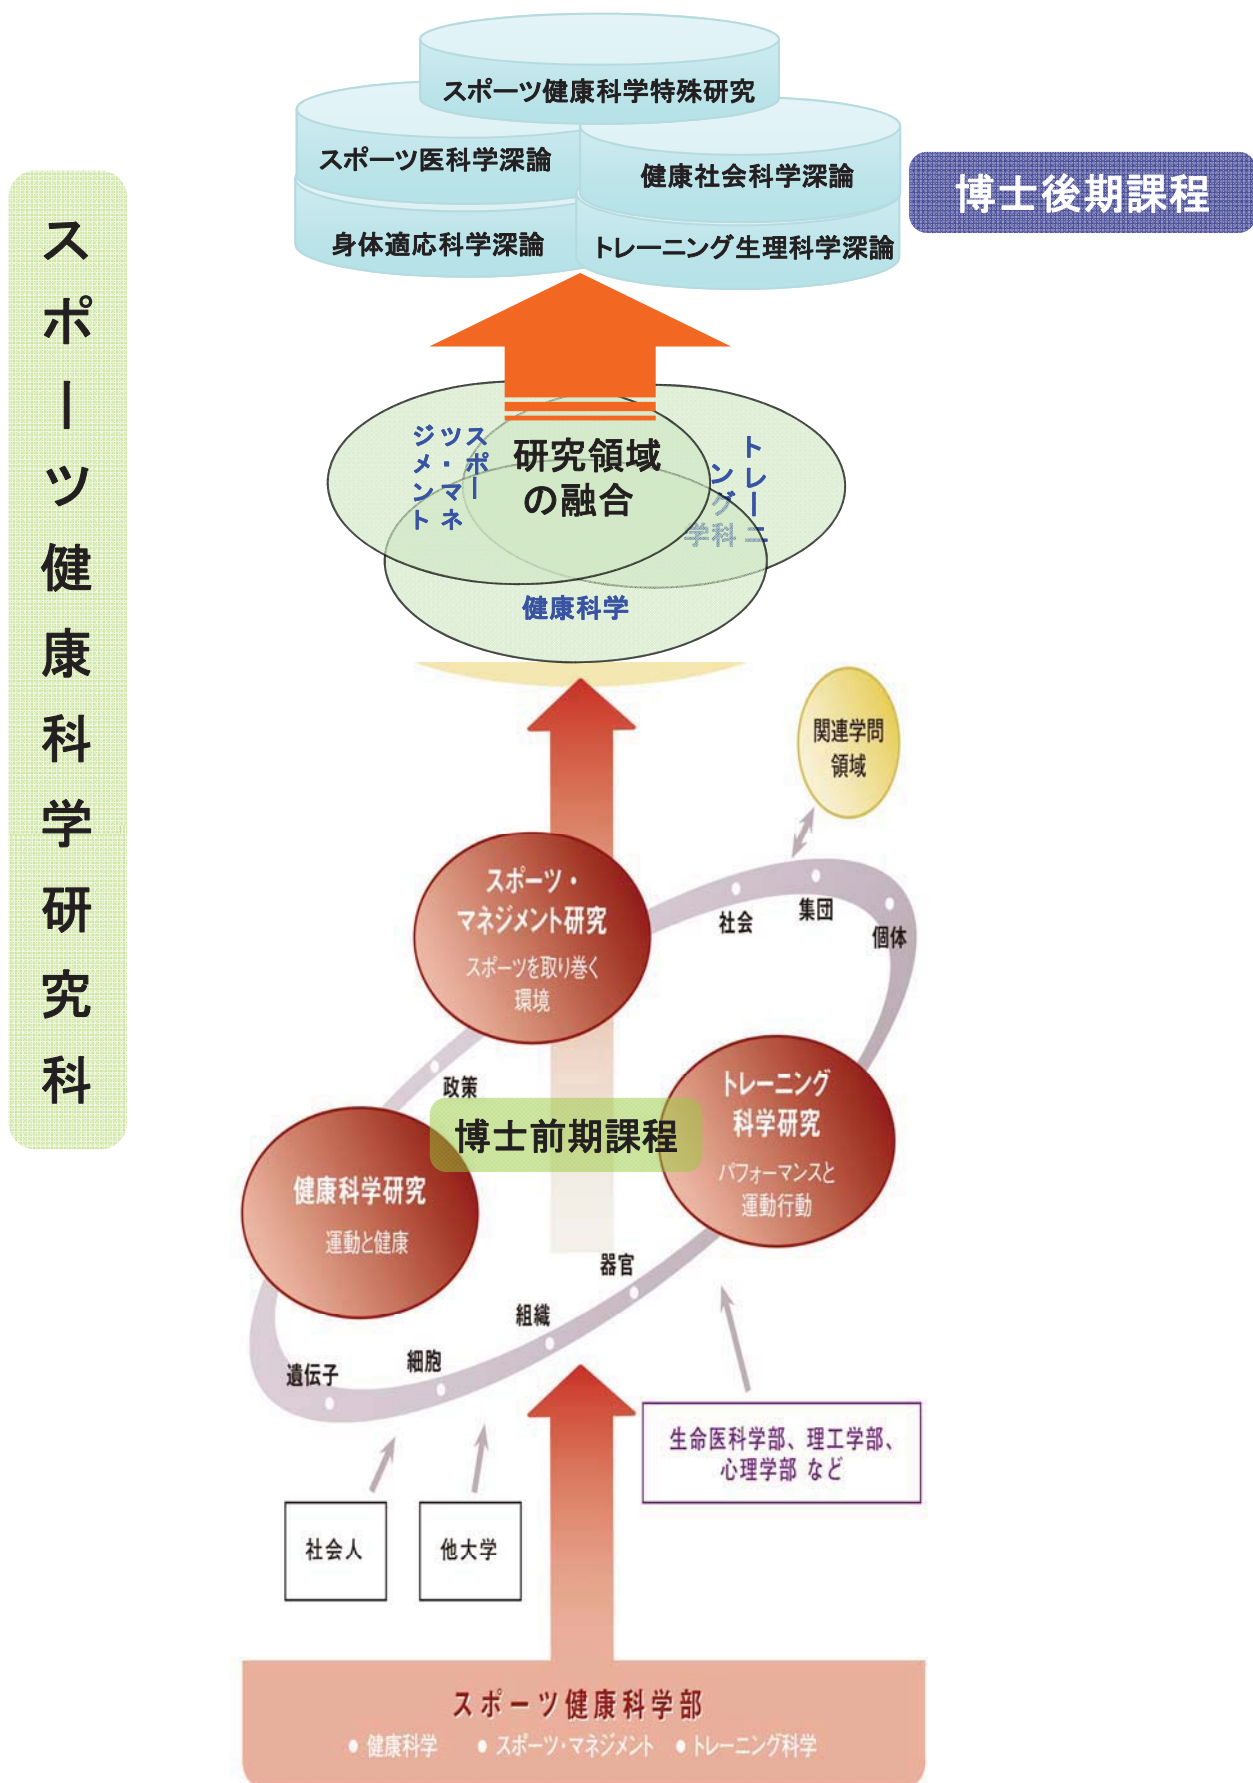 スポーツ健康科学特殊研究
スポーツ医科学深論
健康社会科学深論
身体適応科学深論
トレーニング生理科学深論
博士後期課程
スポーツ健康科学研究科
研究領域
の融合
スポー
ツ・マネ
ジメント
トレーニ
ング
学科
健康科学
関連学問
領域
スポーツ・
マネジメント研究
スポーツを取り巻く
環境
社会
集団
個体
政策
博士前期課程
トレーニング
科学研究
パフォーマンスと
運動行動
健康科学研究
運動と健康
器官
組織
細胞
遺伝子
生命医科学部、理工学部、
心理学部 など
社会人
他大学
スポーツ健康科学部
● 健康科学 ● スポーツ・マネジメント ● トレーニング科学